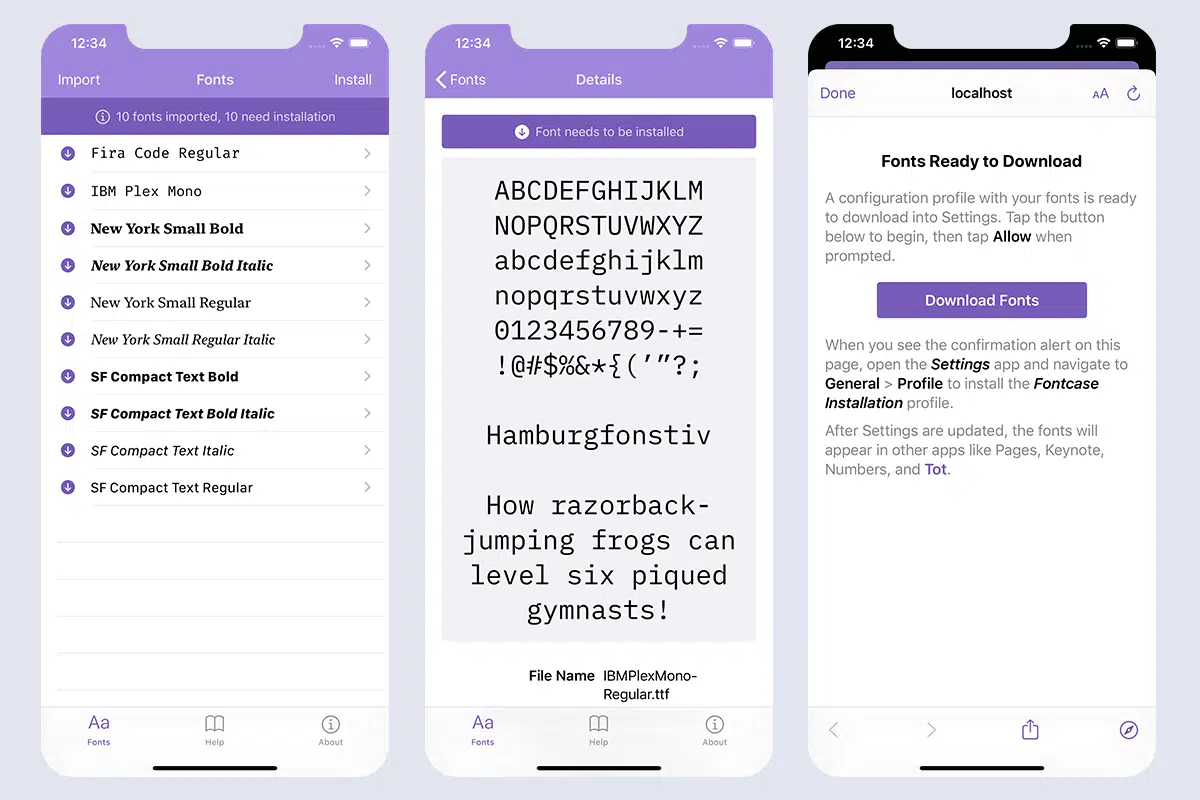 12:34
Import Fonts Install
10 fonts imported, 10 need installation
Fira Code Regular
IBM Plex Mono
New York Small Bold
New York Small Bold Italic
New York Small Regular
New York Small Regular Italic
SF Compact Text Bold
SF Compact Text Bold Italic
SF Compact Text Italic
SF Compact Text Regular
Aa
Fonts Help About
12:34
Fonts Details
Font needs to be installed
ABCDEFGHIJKLM
NOPQRSTUVWXYZ
abcdefghijklm
nopqrstuvwxyz
0123456789-+=
!@#$%&*{(’”?;
Hamburgfonstiv
How razorback-
jumping frogs can
level six piqued
gymnasts!
File Name IBMPlexMono-
Regular.ttf
Aa
Fonts Help About
12:34
Done localhost AA
Fonts Ready to Download
A configuration profile with your fonts is ready
to download into Settings. Tap the button
below to begin, then tap Allow when
prompted.
Download Fonts
When you see the confirmation alert on this
page, open the Settings app and navigate to
General > Profile to install the Fontcase
Installation profile.
After Settings are updated, the fonts will
appear in other apps like Pages, Keynote,
Numbers, and Tot.